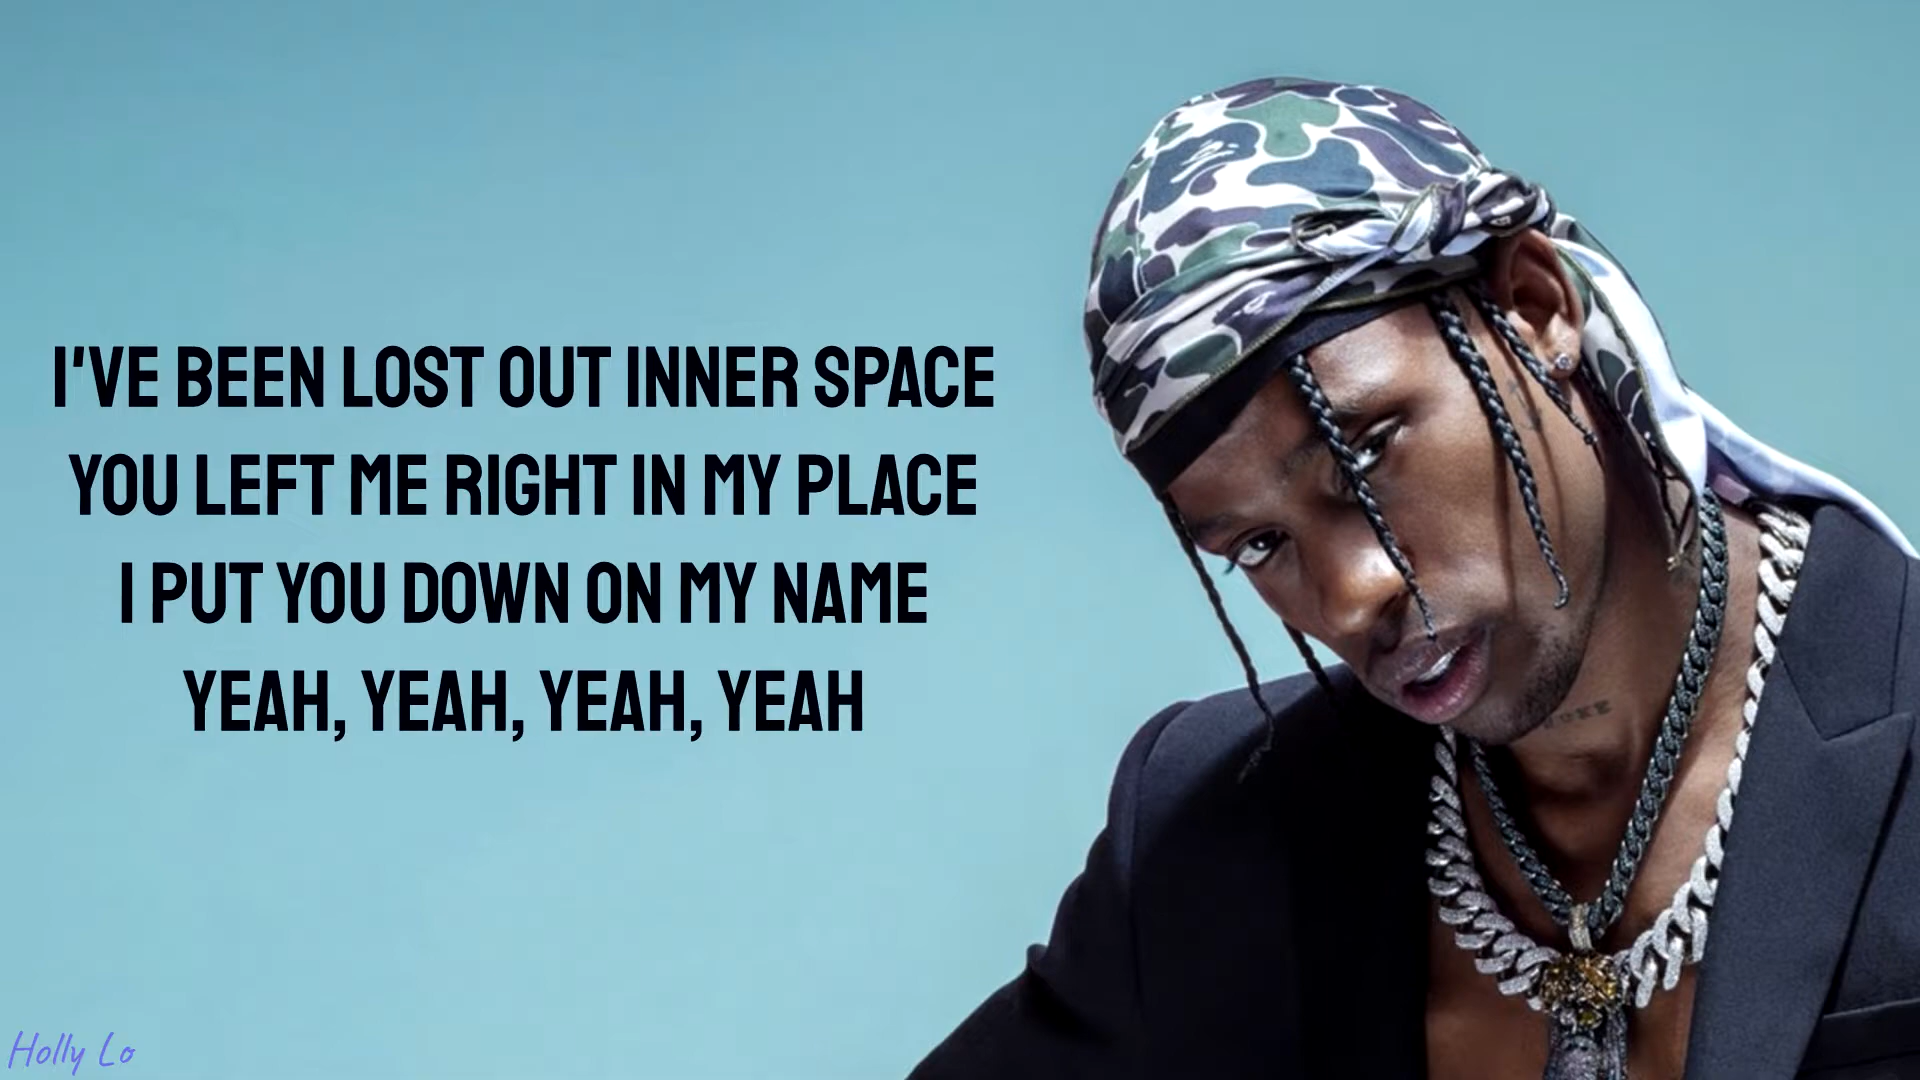 I'VE BEEN LOST OUT INNER SPACE
YOU LEFT ME RIGHT IN MY PLACE
I PUT YOU DOWN ON MY NAME
YEAH, YEAH, YEAH, YEAH
Holly Lo